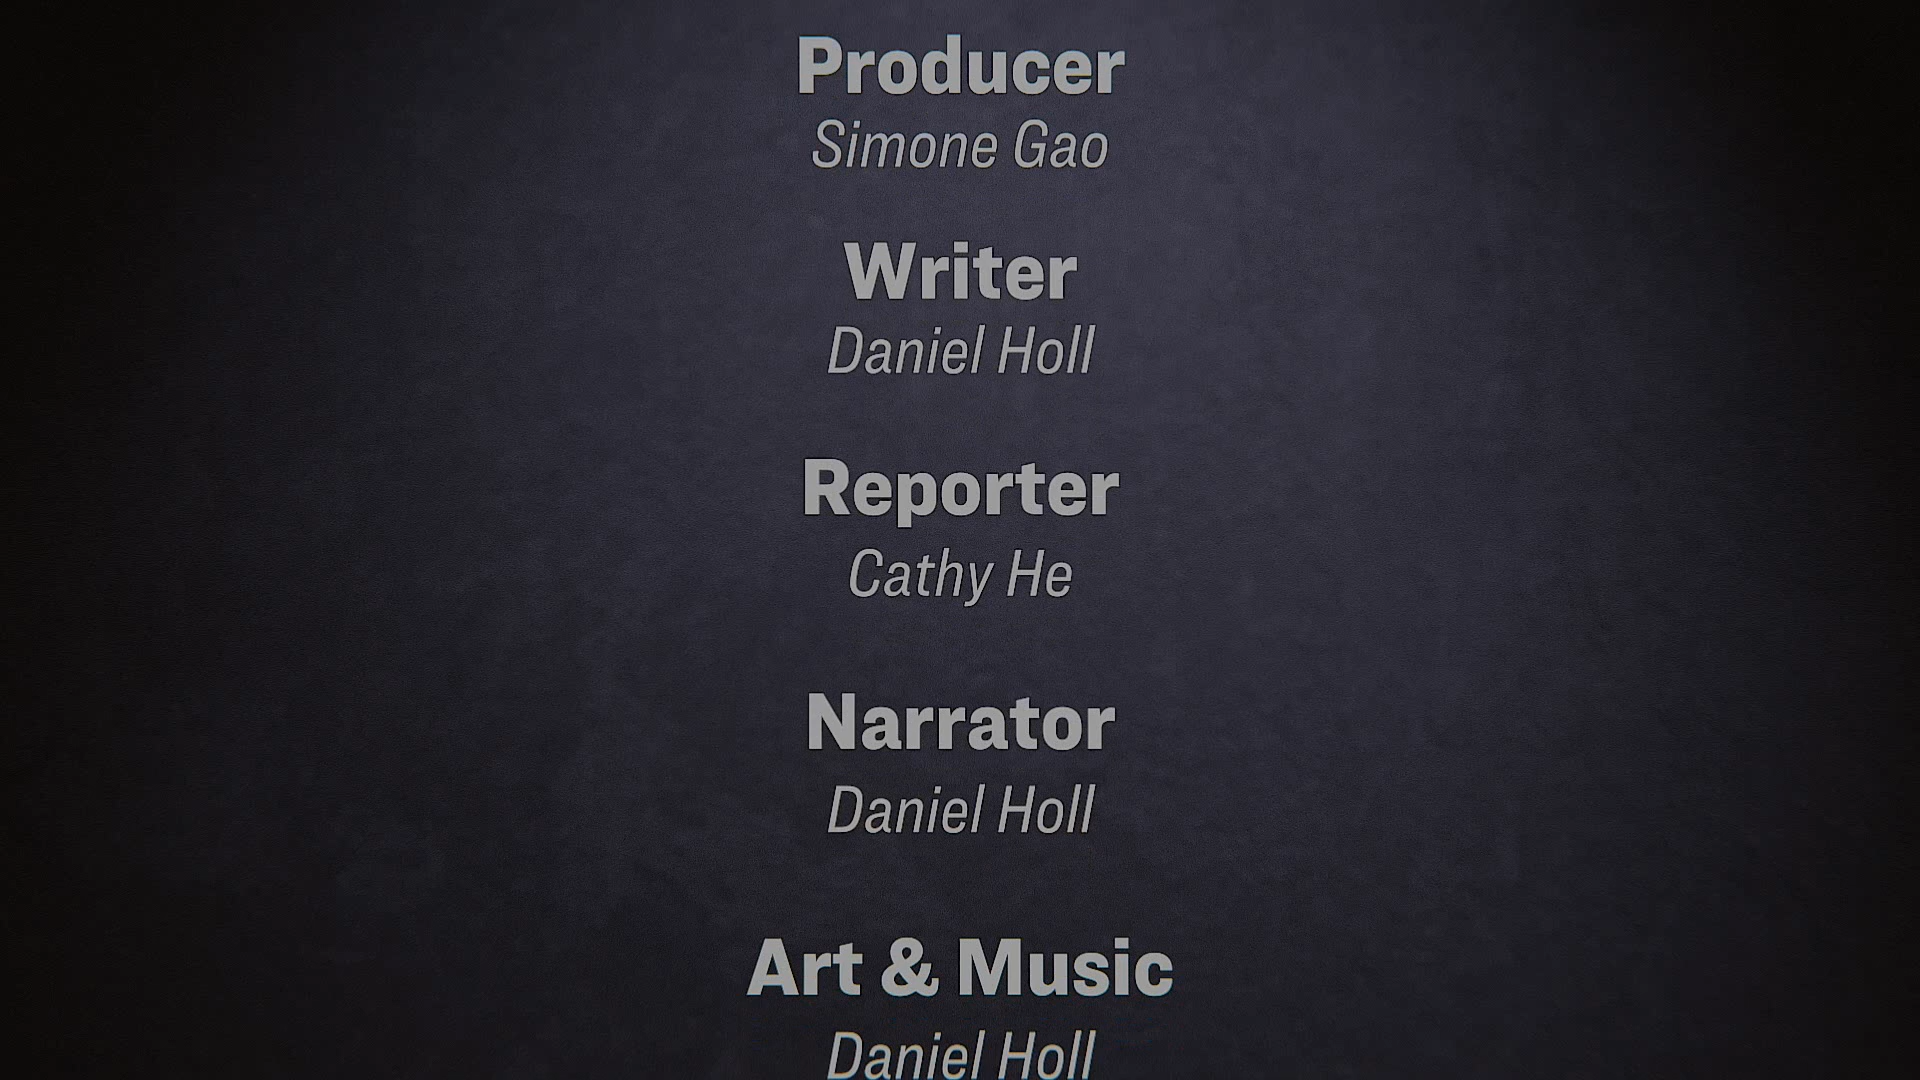 Producer
Simone Gao
Writer
Daniel Holl
Reporter
Cathy He
Narrator
Daniel Holl
Art & Music
Daniel Holl